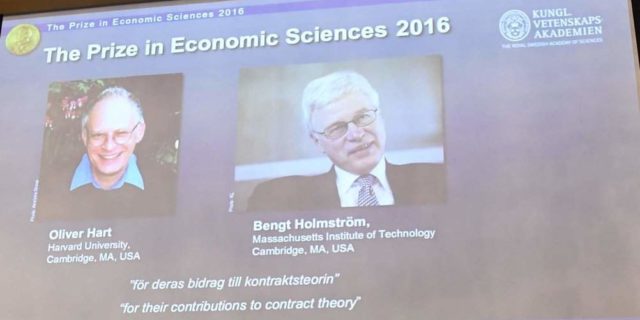 The Prize in Economic Sciences 2016
KUNGL.
VETENSKAPS-
AKADEMIEN
THE ROYAL SWEDISH ACADEMY OF SCIENCES
The Prize in Economic Sciences 2016
Oliver Hart
Harvard University,
Cambridge, MA, USA
Bengt Holmström,
Massachusetts Institute of Technology
Cambridge, MA, USA
"för deras bidrag till kontraktsteorin"
"for their contributions to contract theory"